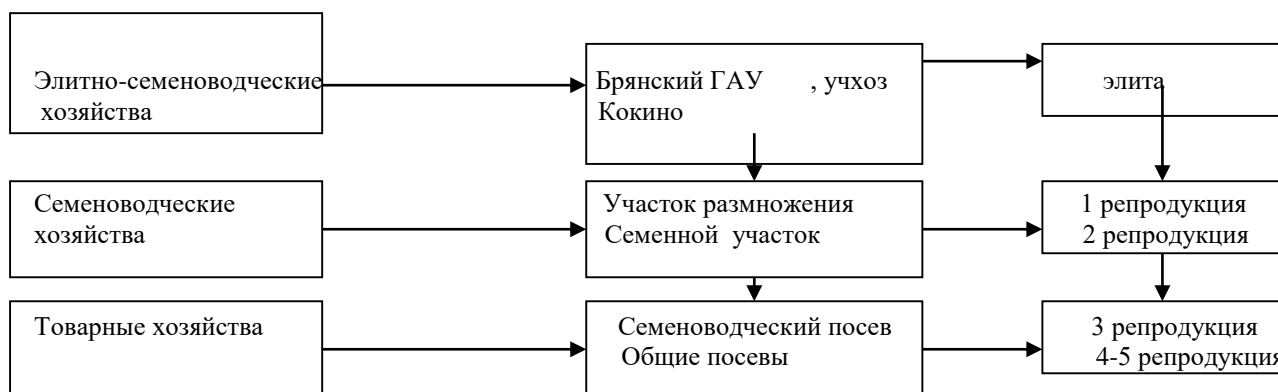 Элитно-семеноводческие
хозяйства
Брянский ГАУ , учхоз
Кокино
элита
Семеноводческие
хозяйства
Участок размножения
Семенной участок
1 репродукция
2 репродукция
Товарные хозяйства
Семеноводческий посев
Общие посевы
3 репродукция
4-5 репродукция